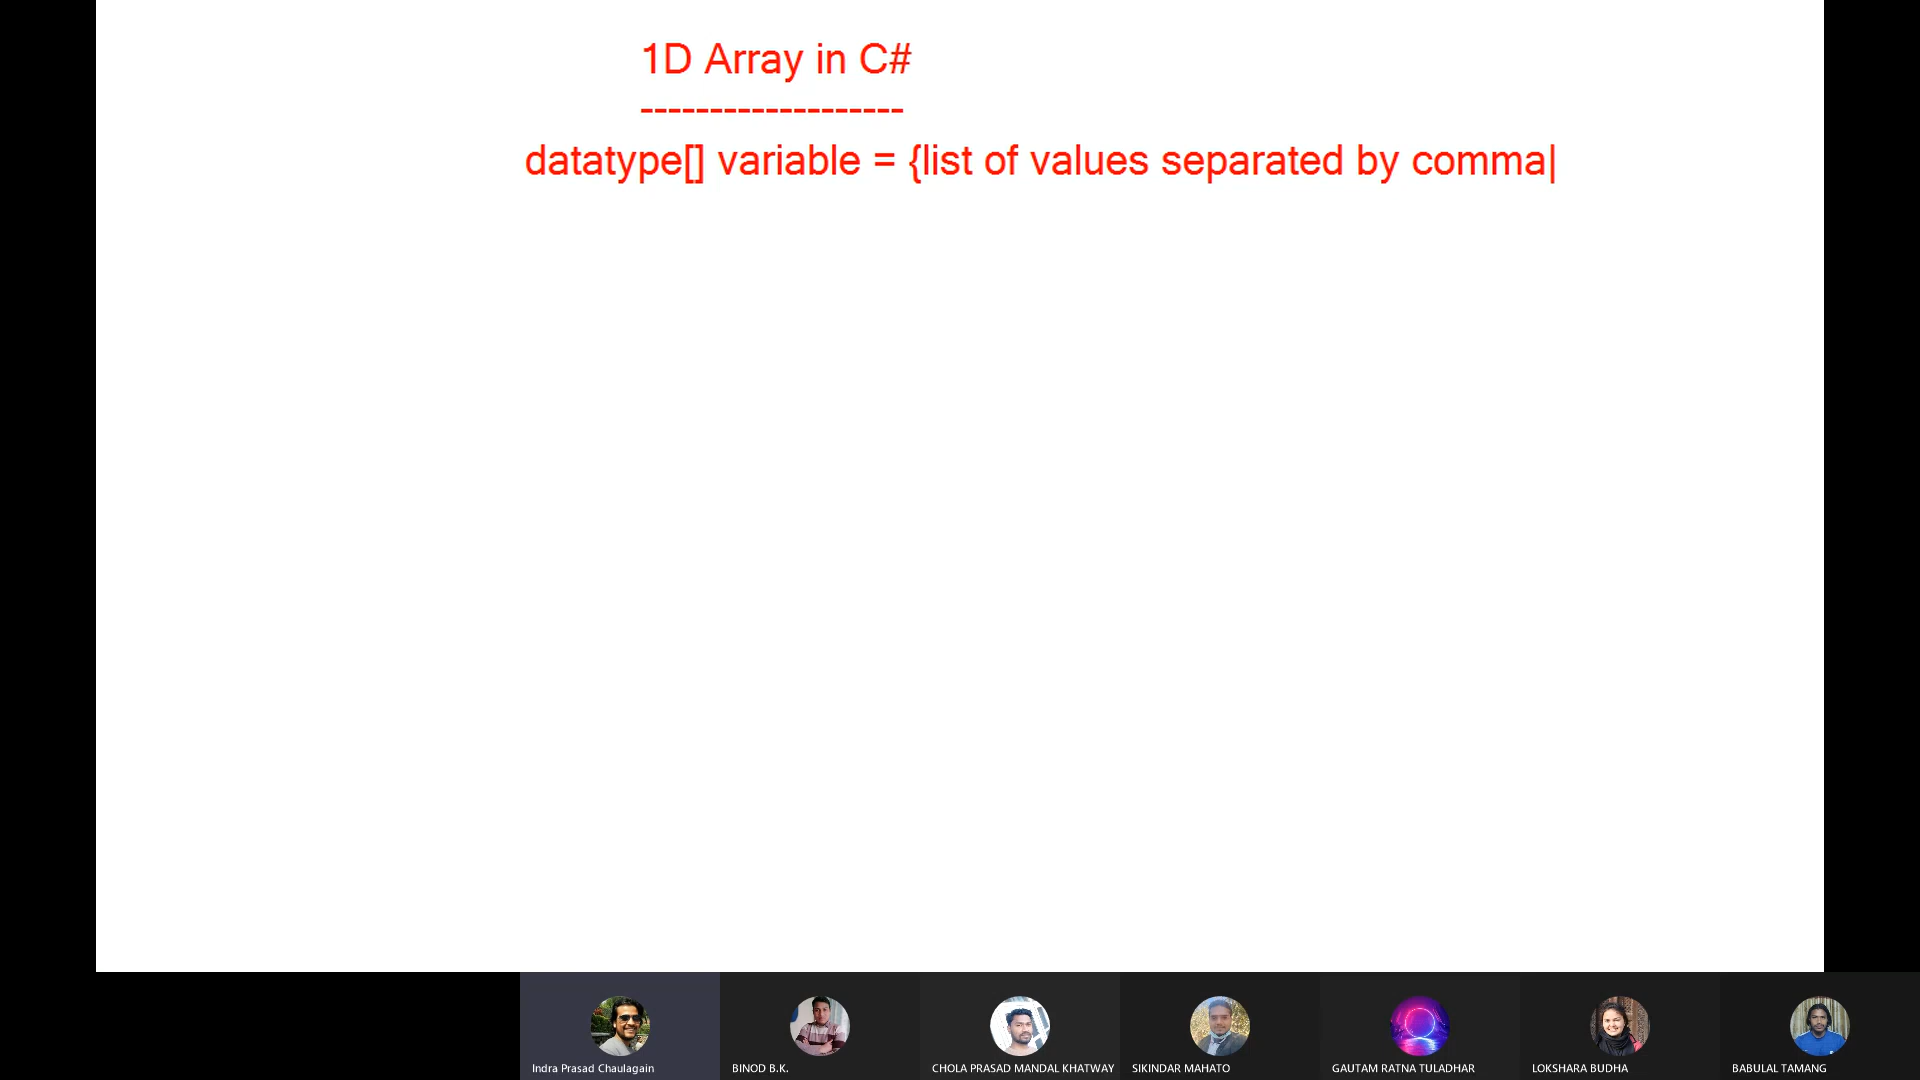 1D Array in C#
-------------------
datatype[] variable = {list of values separated by comma
Indra Prasad Chaulagain
BINOD B.K.
CHOLA PRASAD MANDAL KHATWAY
SIKINDAR MAHATO
GAUTAM RATNA TULADHAR
LOKSHARA BUDHA
BABULAL TAMANG